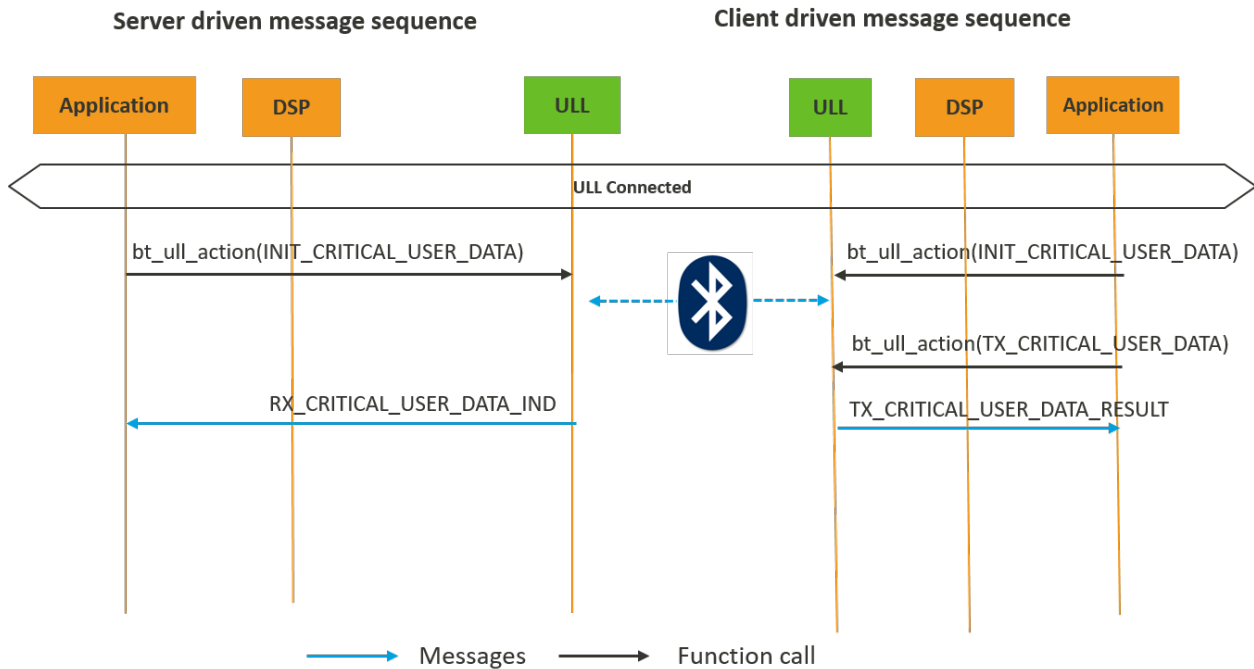 Server driven message sequence
Client driven message sequence
Application
DSP
ULL
ULL
DSP
Application
ULL Connected
bt_ull_action(INIT_CRITICAL_USER_DATA)
bt_ull_action(INIT_CRITICAL_USER_DATA)
bt_ull_action(TX_CRITICAL_USER_DATA)
RX_CRITICAL_USER_DATA_IND
TX_CRITICAL_USER_DATA_RESULT
Messages
Function call